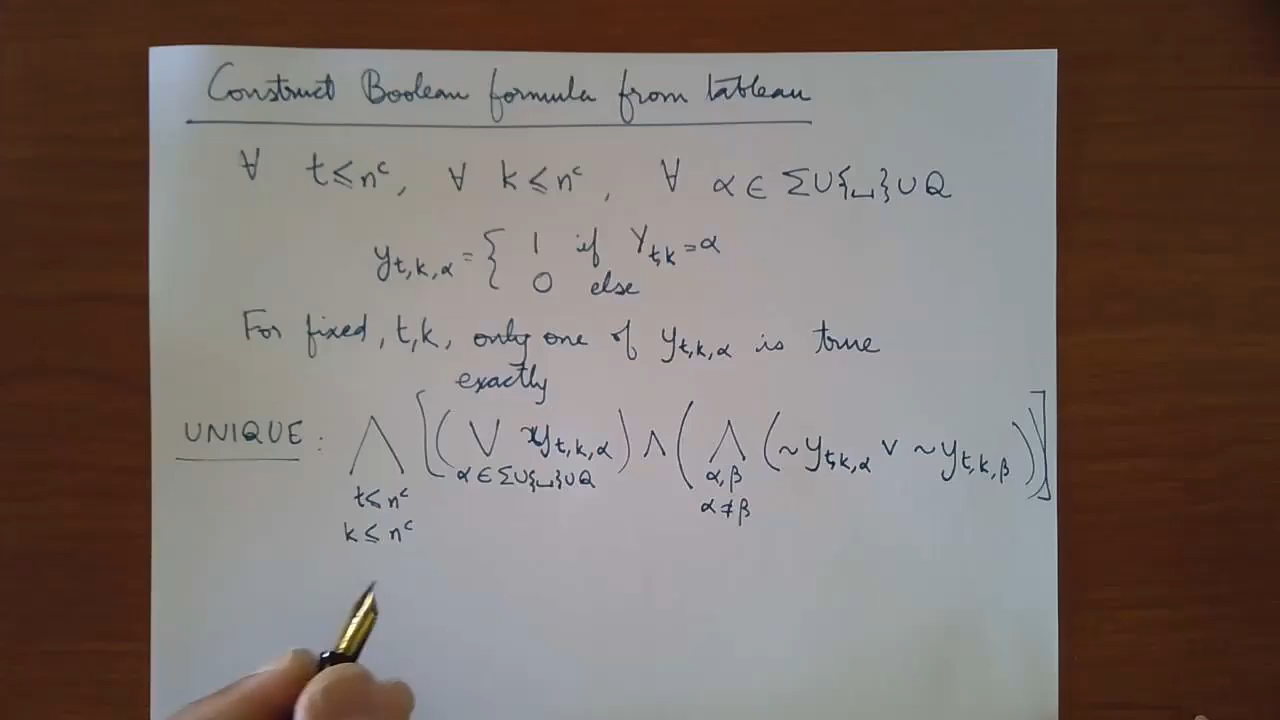 Construct Boolean formula from tableau
∀ t≤n^c, ∀ k≤n^c, ∀ α∈ Σ∪{␣}∪Q
y_{t,k,α} = { 1 if Y_{t,k}=α
0 else
For fixed, t,k, only one of y_{t,k,α} is true
exactly
UNIQUE: ⋀ [(⋁ y_{t,k,α}) ∧ (⋀ (~y_{t,k,α} ∨ ~y_{t,k,β}))]
α∈Σ∪{␣}∪Q α,β
t≤n^c α≠β
k≤n^c